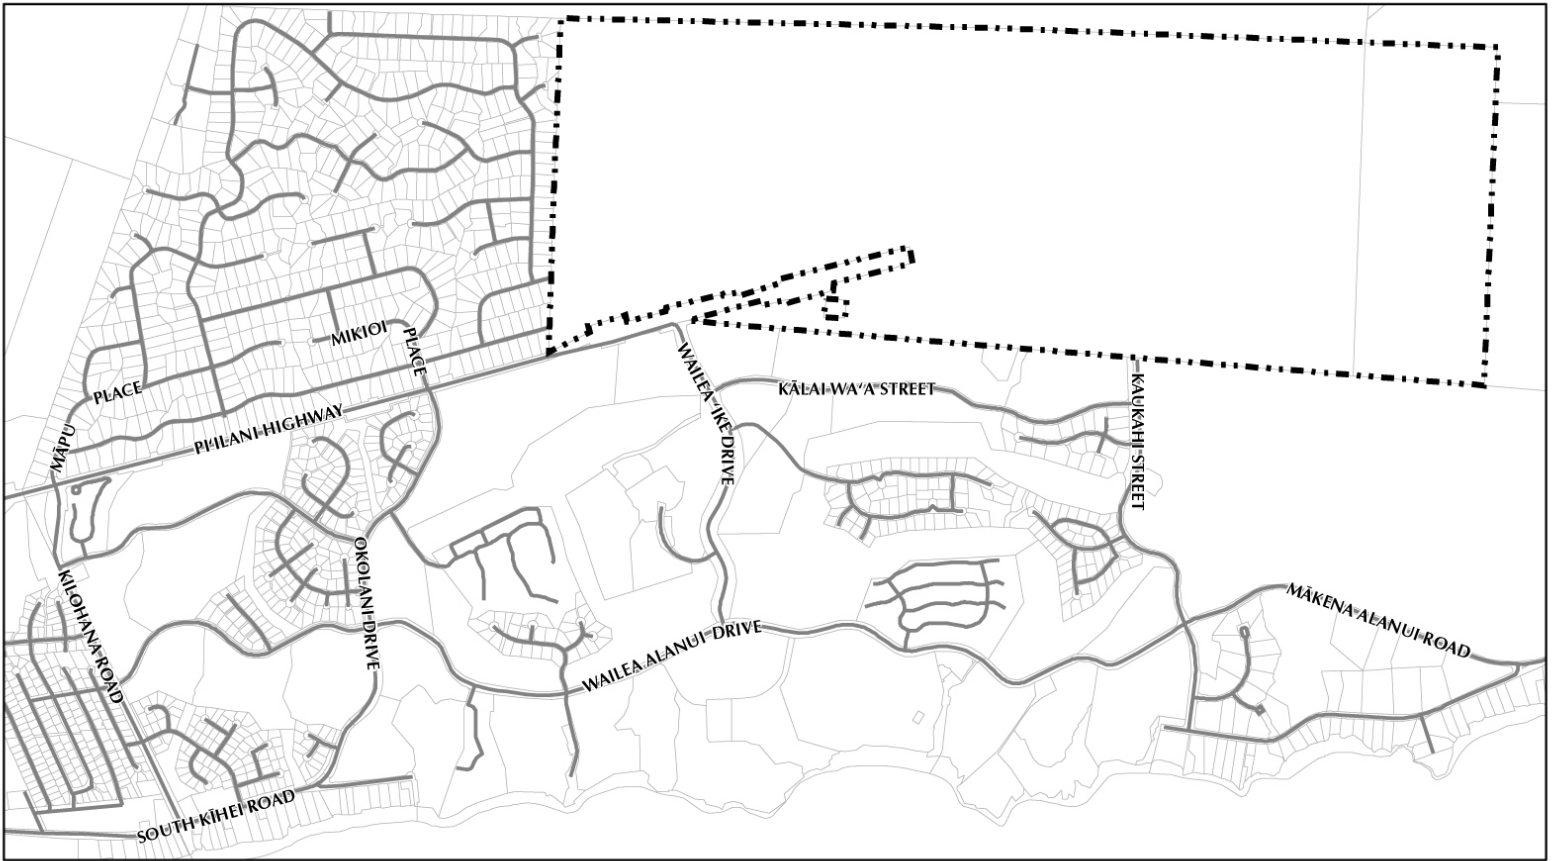 MIKIOI
PLACE
PLACE
MĀPU
PIʻILANI HIGHWAY
WAILEA ʻIKE DRIVE
KĀLAI WAʻA STREET
KAUKAHI STREET
KILOHANA ROAD
OKOLANI DRIVE
WAILEA ALANUI DRIVE
MĀKENA ALANUI ROAD
SOUTH KĪHEI ROAD